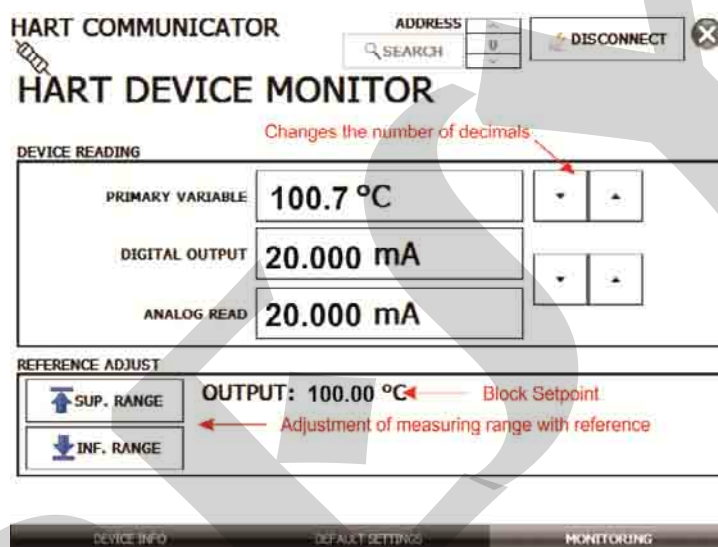 HART COMMUNICATOR
ADDRESS
SEARCH
0
DISCONNECT
HART DEVICE MONITOR
Changes the number of decimals
DEVICE READING
PRIMARY VARIABLE
100.7 °C
DIGITAL OUTPUT
20.000 mA
ANALOG READ
20.000 mA
REFERENCE ADJUST
SUP. RANGE
OUTPUT: 100.00 °C
Block Setpoint
Adjustment of measuring range with reference
INF. RANGE
DEVICE INFO
DEFAULT SETTINGS
MONITORING